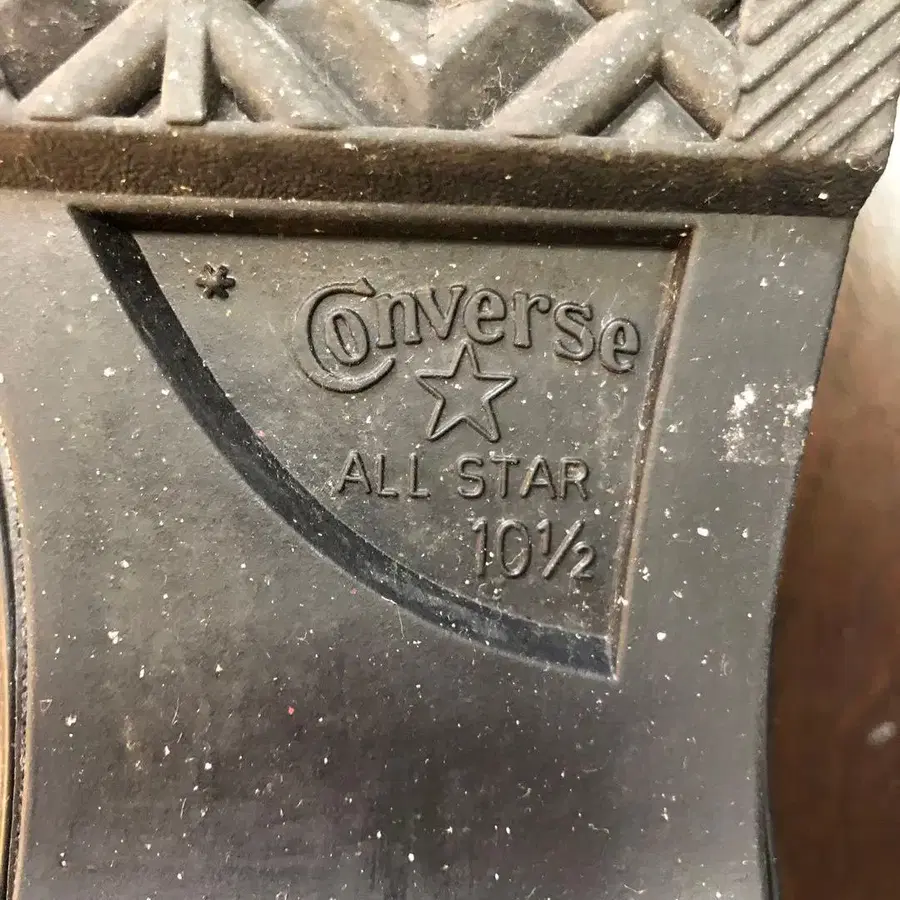 *
Converse
ALL STAR
10½